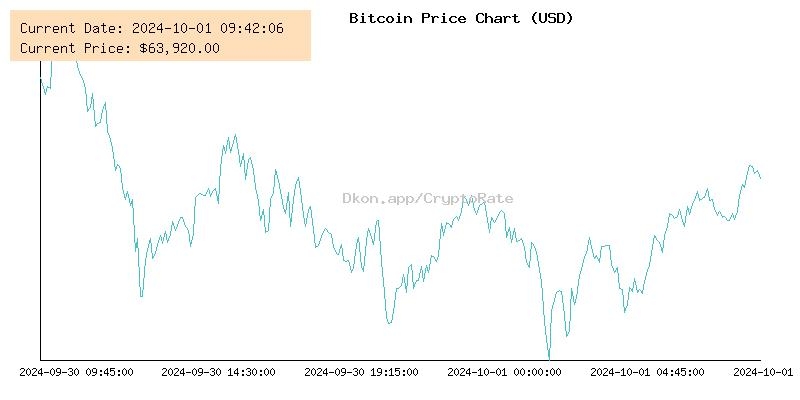 Bitcoin Price Chart (USD)
Current Date: 2024-10-01 09:42:06
Current Price: $63,920.00
Dkon.app/CryptoRate
2024-09-30 09:45:00 2024-09-30 14:30:00 2024-09-30 19:15:00 2024-10-01 00:00:00 2024-10-01 04:45:00 2024-10-01